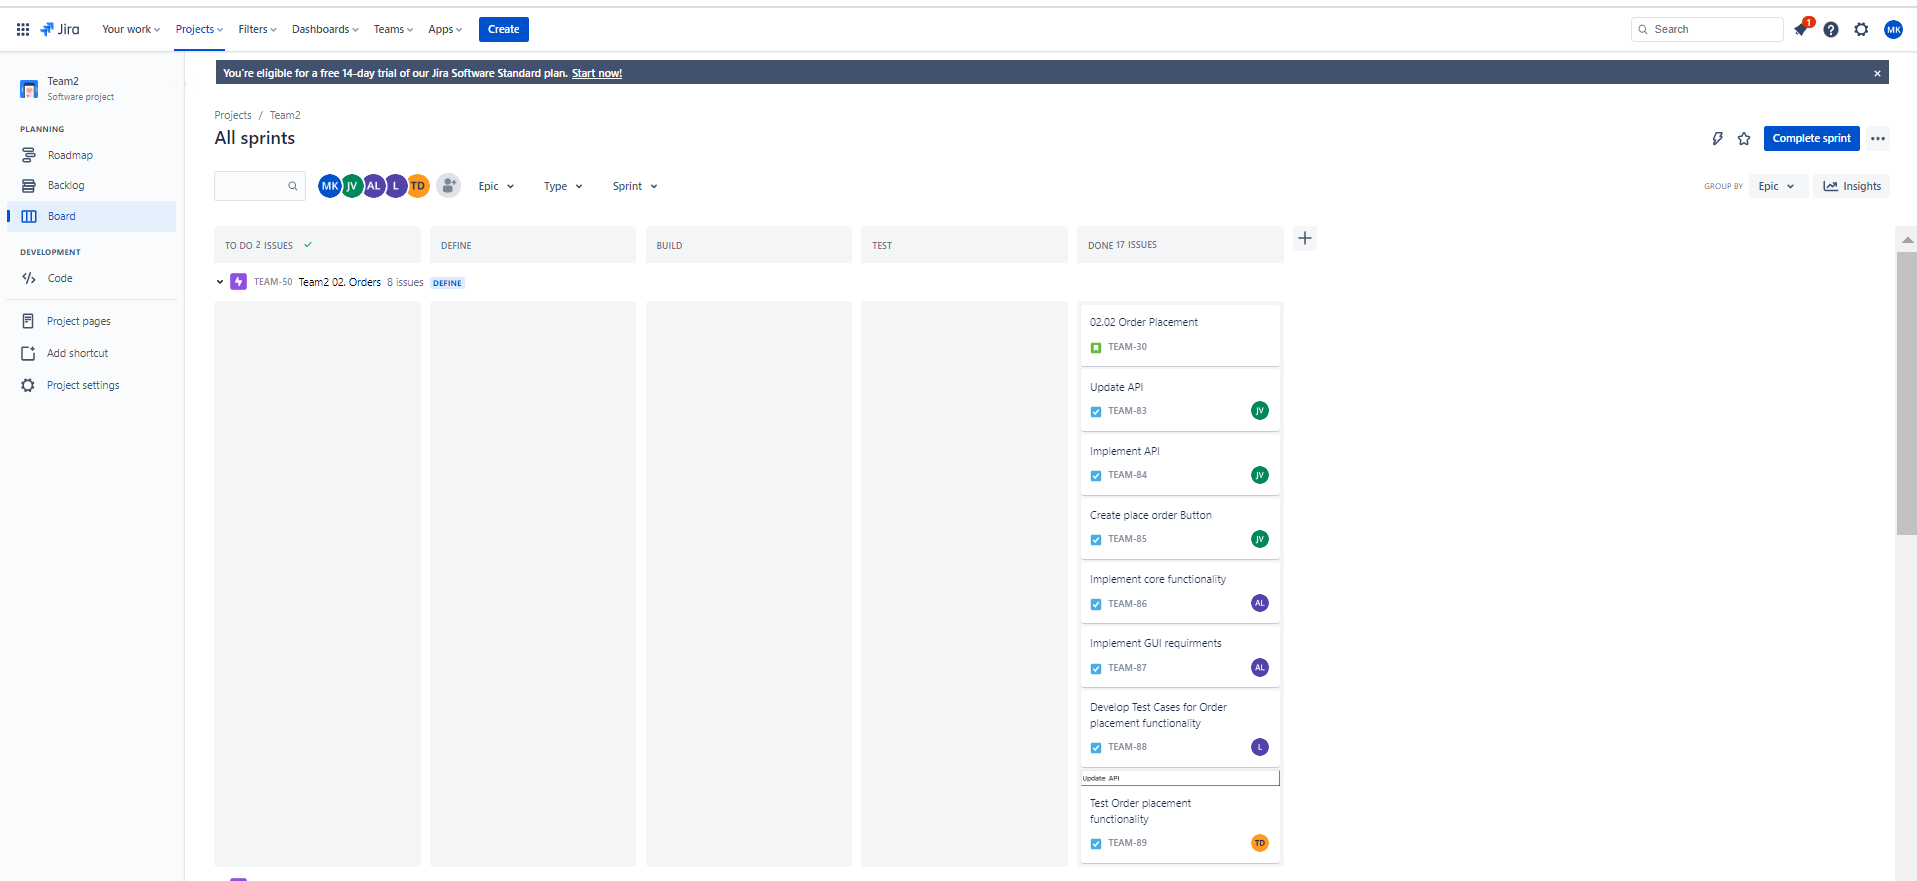 Jira
Your work
Projects
Filters
Dashboards
Teams
Apps
Create
Search
1
MK
Team2
Software project
PLANNING
Roadmap
Backlog
Board
DEVELOPMENT
Code
Project pages
Add shortcut
Project settings
You're eligible for a free 14-day trial of our Jira Software Standard plan. Start now!
Projects / Team2
All sprints
Complete sprint
MK JV AL L TD
Epic
Type
Sprint
GROUP BY
Epic
Insights
TO DO 2 ISSUES
DEFINE
BUILD
TEST
DONE 17 ISSUES
TEAM-50 Team2 02. Orders 8 issues DEFINE
02.02 Order Placement
TEAM-30
Update API
TEAM-83
JV
Implement API
TEAM-84
JV
Create place order Button
TEAM-85
JV
Implement core functionality
TEAM-86
AL
Implement GUI requirments
TEAM-87
AL
Develop Test Cases for Order
placement functionality
TEAM-88
L
Update API
Test Order placement
functionality
TEAM-89
TD